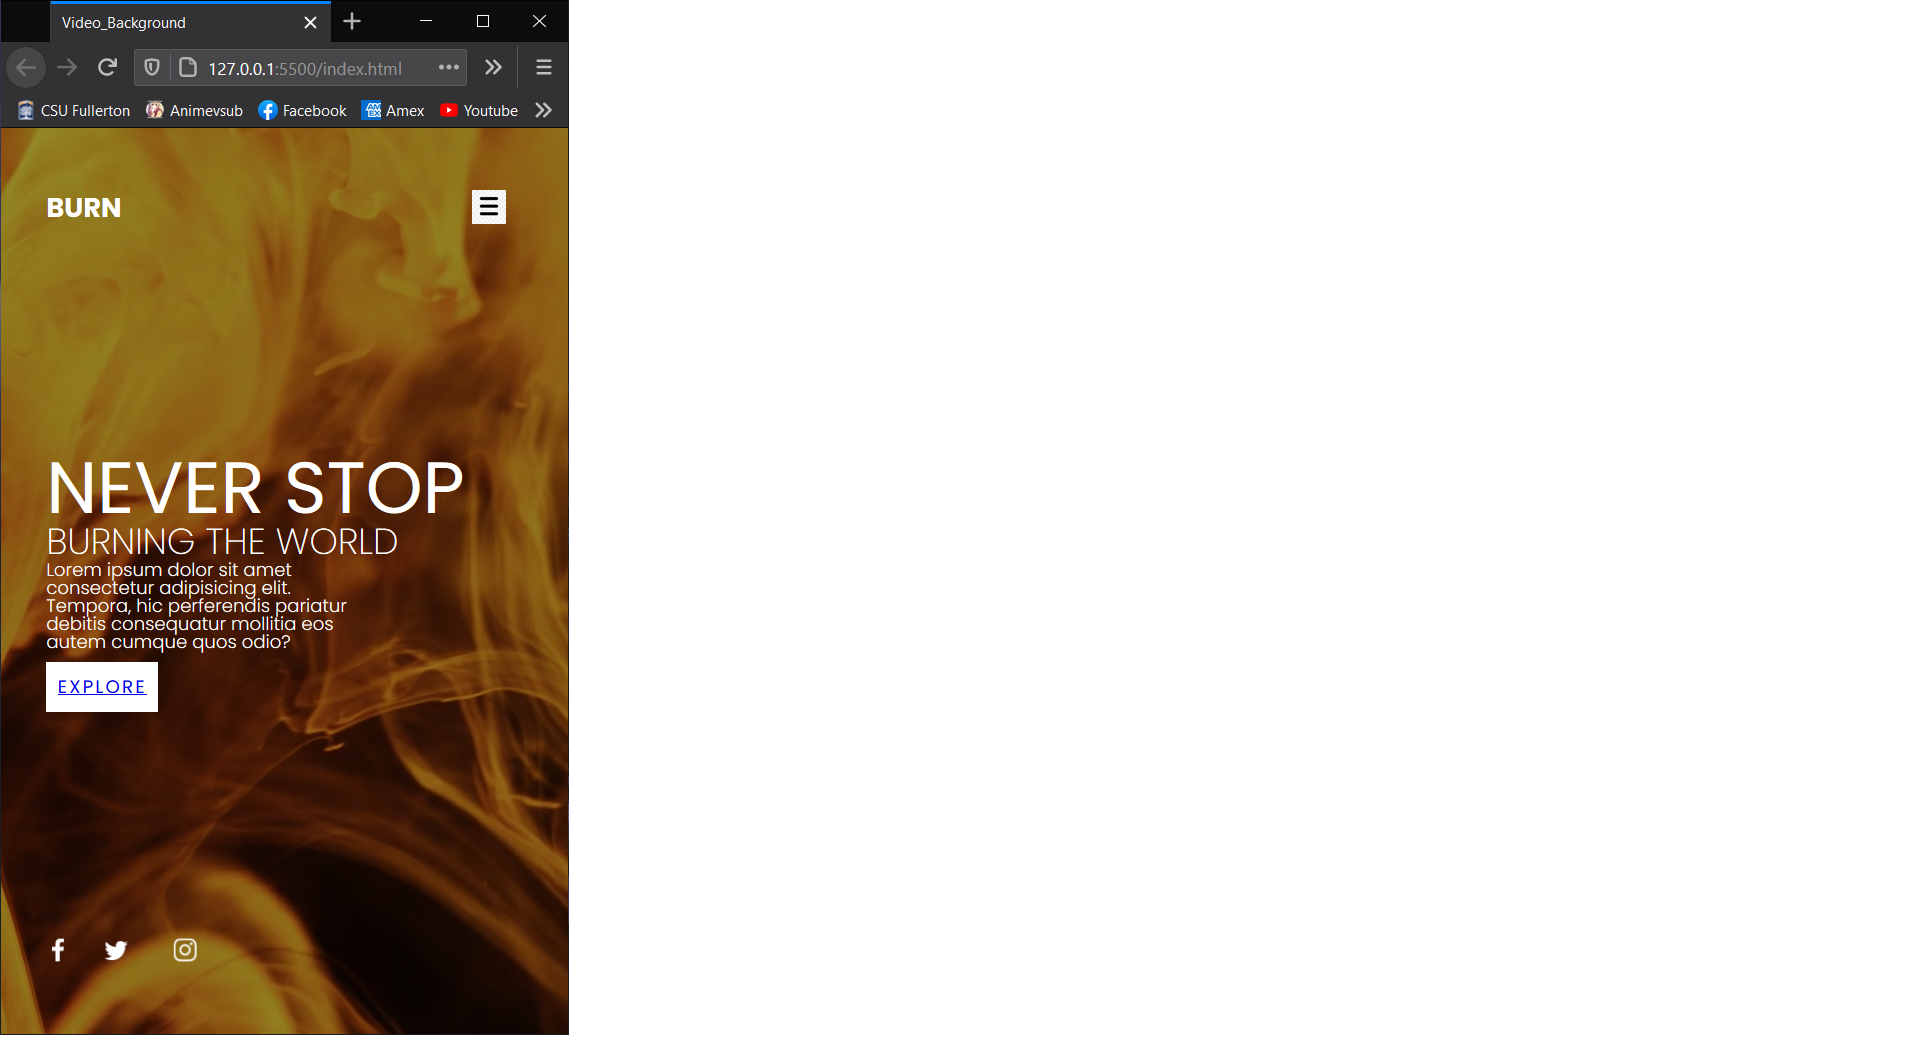 Video_Background
127.0.0.1:5500/index.html
CSU Fullerton Animevsub Facebook AM EX Amex Youtube
BURN
NEVER STOP
BURNING THE WORLD
Lorem ipsum dolor sit amet
consectetur adipisicing elit.
Tempora, hic perferendis pariatur
debitis consequatur mollitia eos
autem cumque quos odio?
EXPLORE